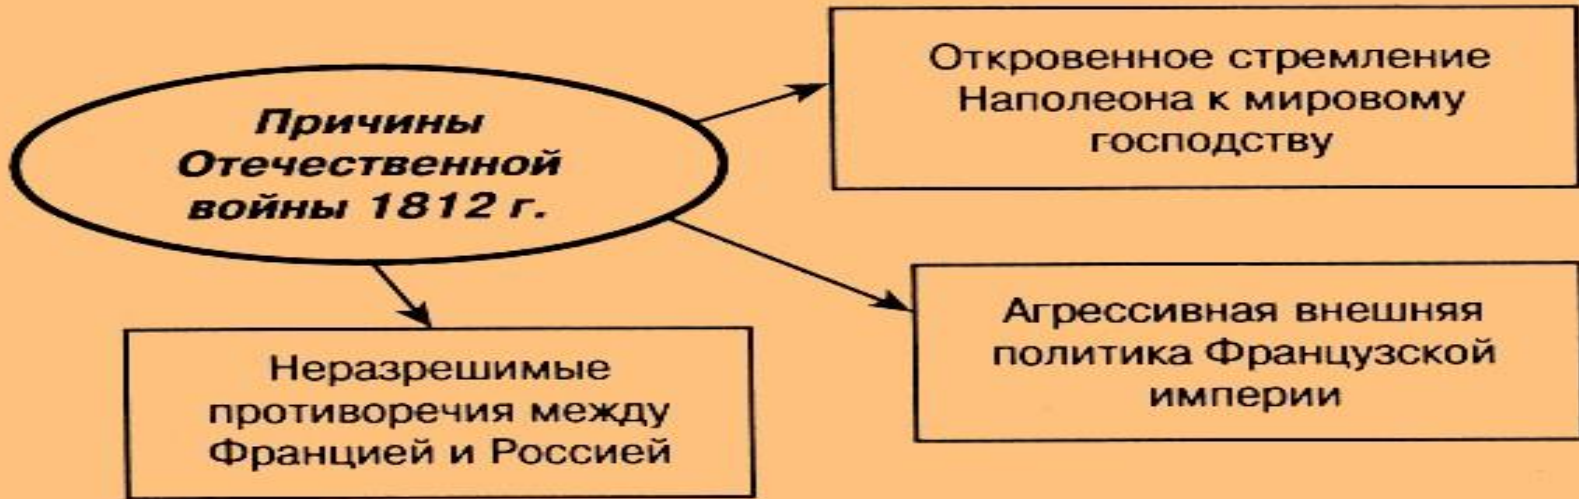 Причины
Отечественной
войны 1812 г.
Откровенное стремление
Наполеона к мировому
господству
Агрессивная внешняя
политика Французской
империи
Неразрешимые
противоречия между
Францией и Россией